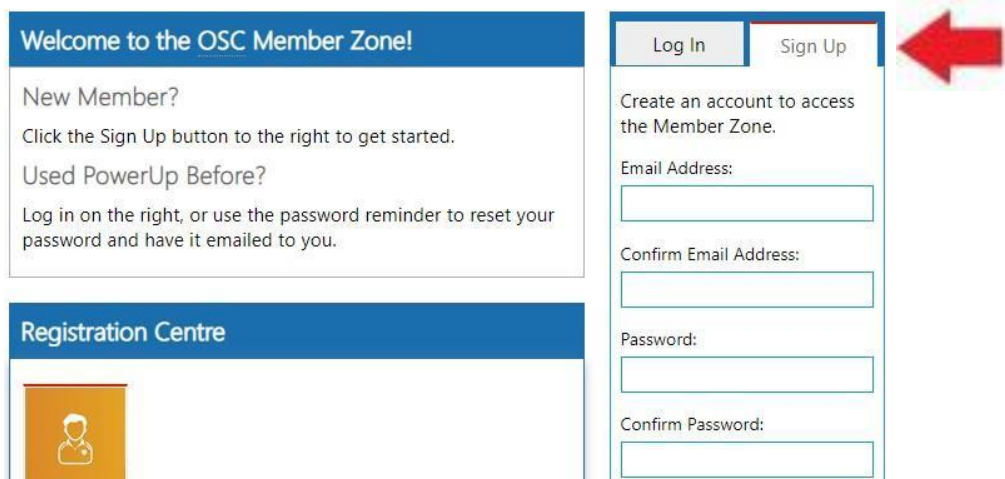 Welcome to the OSC Member Zone!
New Member?
Click the Sign Up button to the right to get started.
Used PowerUp Before?
Log in on the right, or use the password reminder to reset your
password and have it emailed to you.
Registration Centre
Log In
Sign Up
Create an account to access
the Member Zone.
Email Address:
Confirm Email Address:
Password:
Confirm Password: